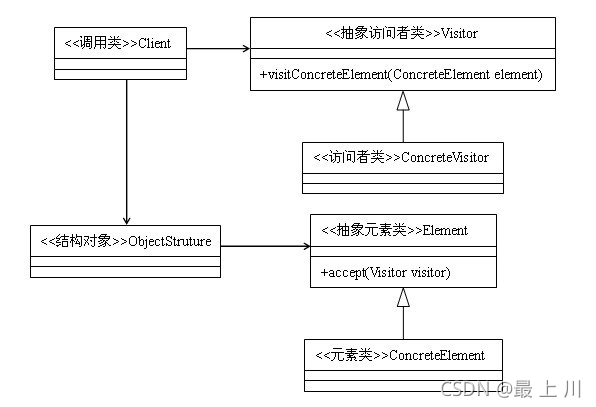 <<调用类>>Client
<<抽象访问者类>>Visitor
+visitConcreteElement(ConcreteElement element)
<<访问者类>>ConcreteVisitor
<<结构对象>>ObjectStruture
<<抽象元素类>>Element
+accept(Visitor visitor)
<<元素类>>ConcreteElement
CSDN @最 上 川